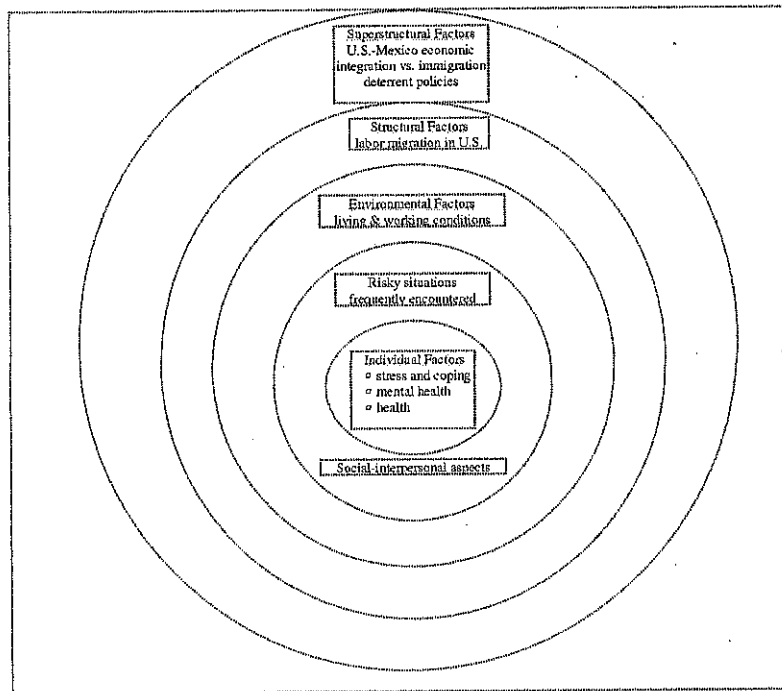 Superstructural Factors
U.S.-Mexico economic
integration vs. immigration
deterrent policies
Structural Factors
labor migration in U.S.
Environmental Factors
living & working conditions
Risky situations
frequently encountered
Individual Factors
▫ stress and coping
▫ mental health
▫ health
Social-interpersonal aspects